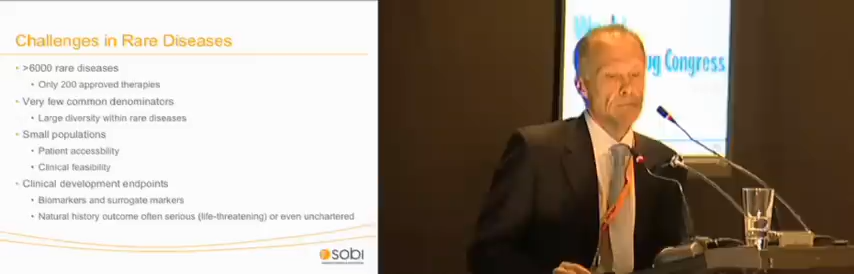 Challenges in Rare Diseases
>6000 rare diseases
Only 200 approved therapies
Very few common denominators
Large diversity within rare diseases
Small populations
Patient accessbility
Clinical feasibility
Clinical development endpoints
Biomarkers and surrogate markers
Natural history outcome often serious (life-threatening) or even unchartered
sobi
Congress